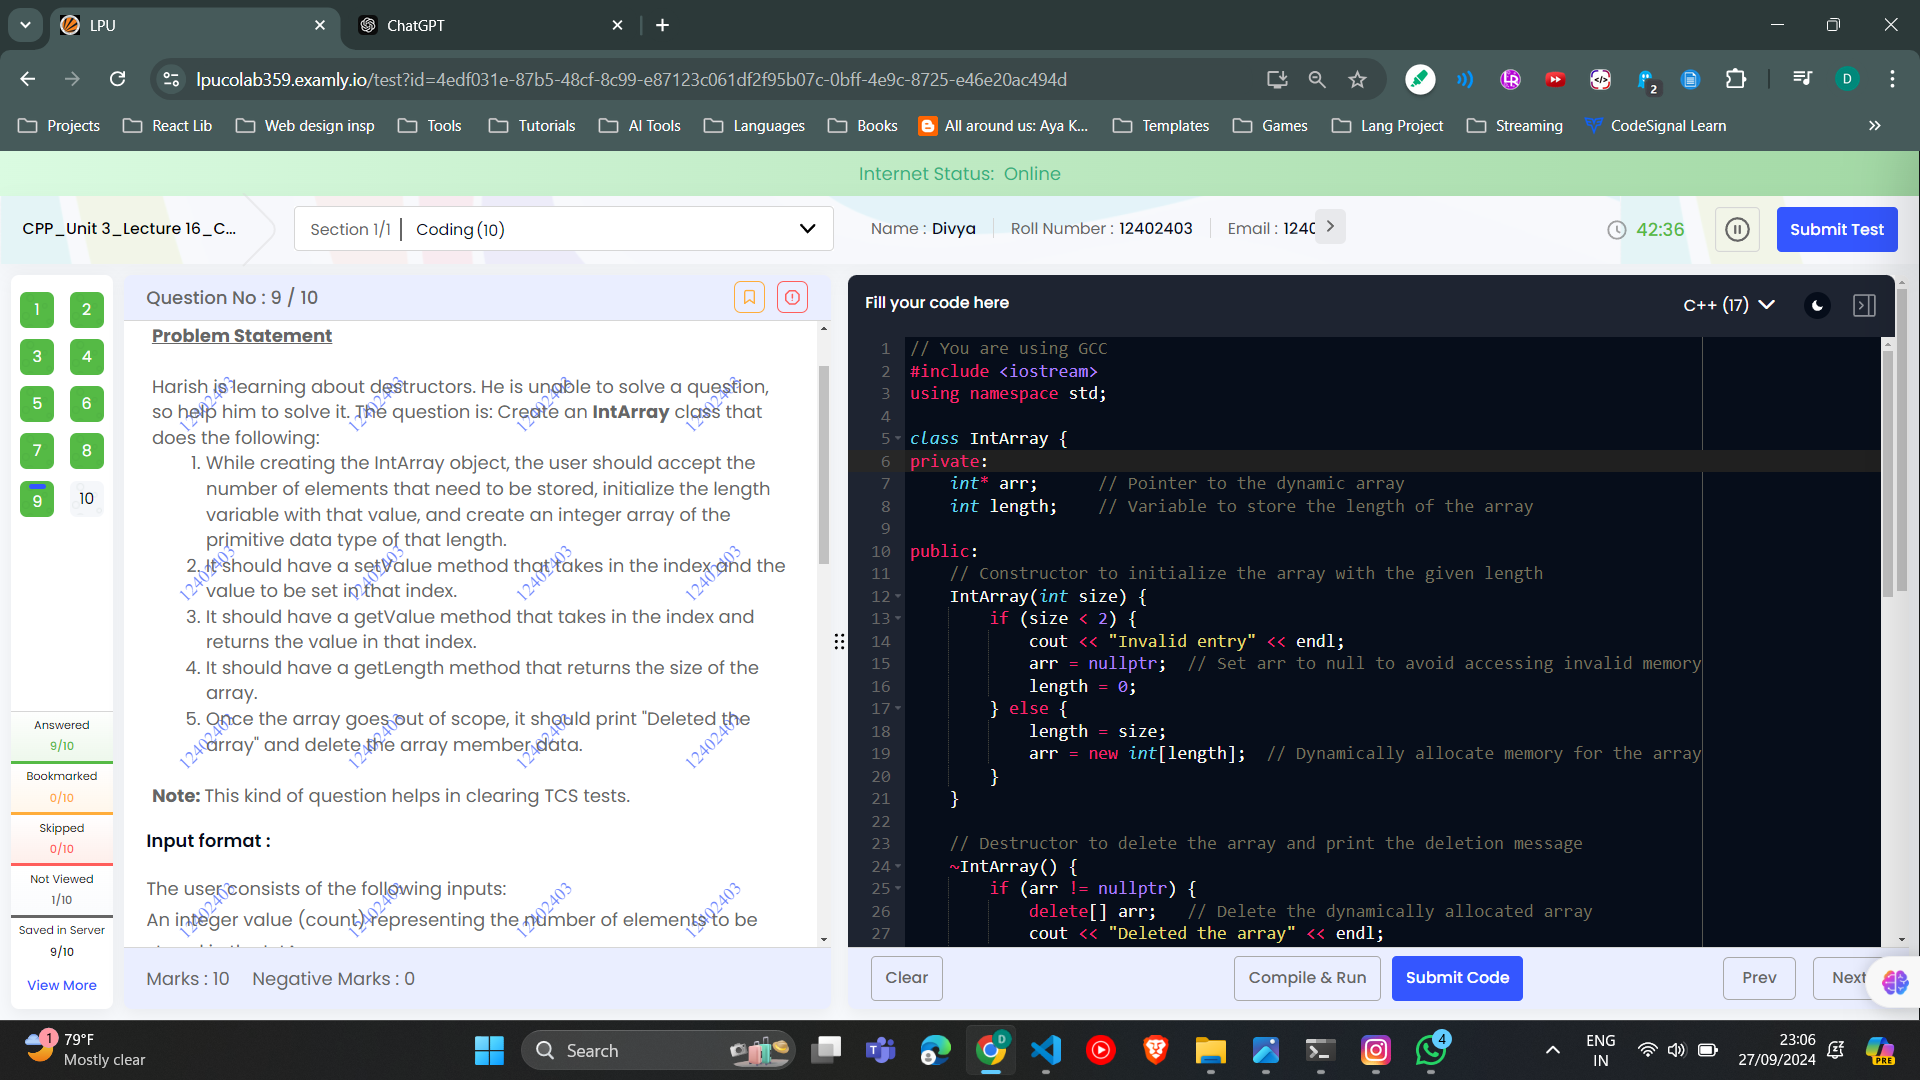 LPU
ChatGPT
lpucolab359.examly.io/test?id=4edf031e-87b5-48cf-8c99-e87123c061df2f95b07c-0bff-4e9c-8725-e46e20ac494d
2
D
Projects
React Lib
Web design insp
Tools
Tutorials
AI Tools
Languages
Books
All around us: Aya K...
Templates
Games
Lang Project
Streaming
CodeSignal Learn
Internet Status: Online
CPP_Unit 3_Lecture 16_C...
Section 1/1 | Coding (10)
Name : Divya
Roll Number : 12402403
Email : 1240
42:36
Submit Test
1 2
3 4
5 6
7 8
9 10
Answered
9/10
Bookmarked
0/10
Skipped
0/10
Not Viewed
1/10
Saved in Server
9/10
View More
Question No : 9 / 10
Problem Statement
Harish is learning about destructors. He is unable to solve a question,
so help him to solve it. The question is: Create an IntArray class that
does the following:
1. While creating the IntArray object, the user should accept the
number of elements that need to be stored, initialize the length
variable with that value, and create an integer array of the
primitive data type of that length.
2. It should have a setValue method that takes in the index and the
value to be set in that index.
3. It should have a getValue method that takes in the index and
returns the value in that index.
4. It should have a getLength method that returns the size of the
array.
5. Once the array goes out of scope, it should print "Deleted the
array" and delete the array member data.
Note: This kind of question helps in clearing TCS tests.
Input format :
The user consists of the following inputs:
An integer value (count) representing the number of elements to be
12402403 12402403 12402403 12402403
12402403 12402403 12402403 12402403
12402403 12402403 12402403 12402403
12402403 12402403 12402403 12402403
Marks : 10 Negative Marks : 0
Fill your code here
C++ (17)
1 // You are using GCC
2 #include <iostream>
3 using namespace std;
4
5 class IntArray {
6 private:
7 int* arr; // Pointer to the dynamic array
8 int length; // Variable to store the length of the array
9
10 public:
11 // Constructor to initialize the array with the given length
12 IntArray(int size) {
13 if (size < 2) {
14 cout << "Invalid entry" << endl;
15 arr = nullptr; // Set arr to null to avoid accessing invalid memory
16 length = 0;
17 } else {
18 length = size;
19 arr = new int[length]; // Dynamically allocate memory for the array
20 }
21 }
22
23 // Destructor to delete the array and print the deletion message
24 ~IntArray() {
25 if (arr != nullptr) {
26 delete[] arr; // Delete the dynamically allocated array
27 cout << "Deleted the array" << endl;
Clear
Compile & Run
Submit Code
Prev
Next
1
79°F
Mostly clear
Search
D
4
ENG
IN
23:06
27/09/2024
PRE